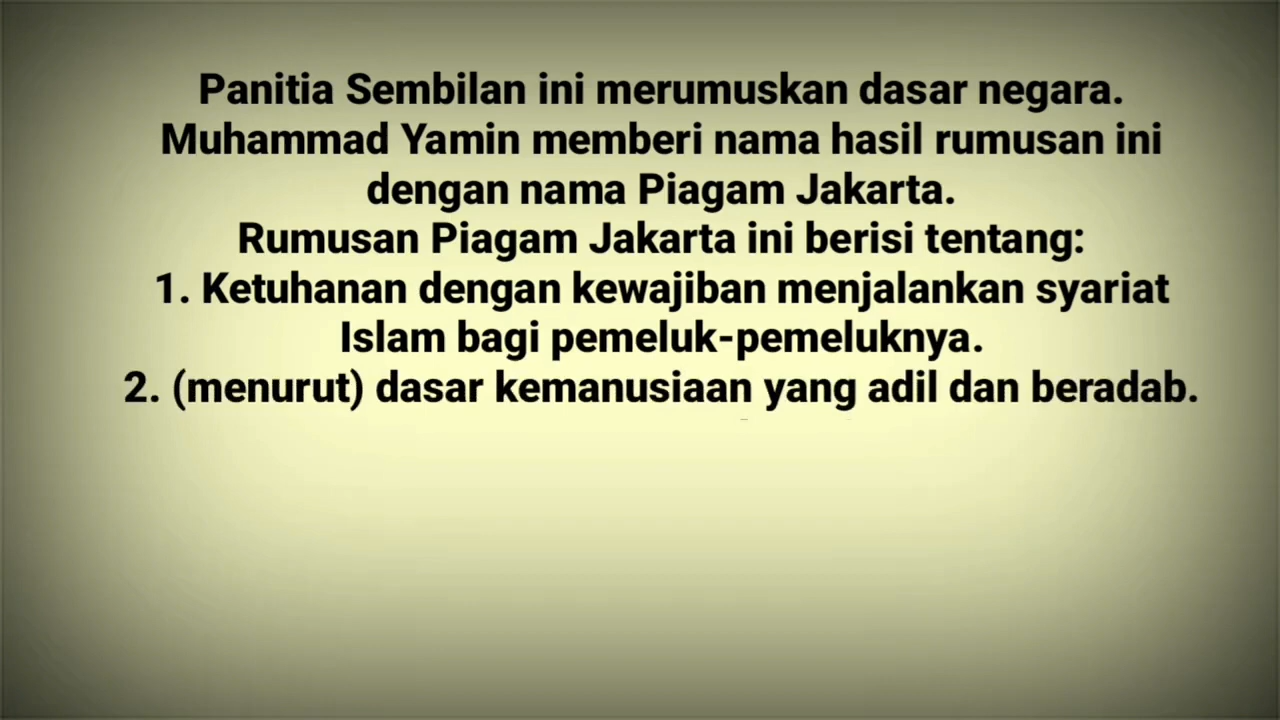 Panitia Sembilan ini merumuskan dasar negara.
Muhammad Yamin memberi nama hasil rumusan ini
dengan nama Piagam Jakarta.
Rumusan Piagam Jakarta ini berisi tentang:
1. Ketuhanan dengan kewajiban menjalankan syariat
Islam bagi pemeluk-pemeluknya.
2. (menurut) dasar kemanusiaan yang adil dan beradab.